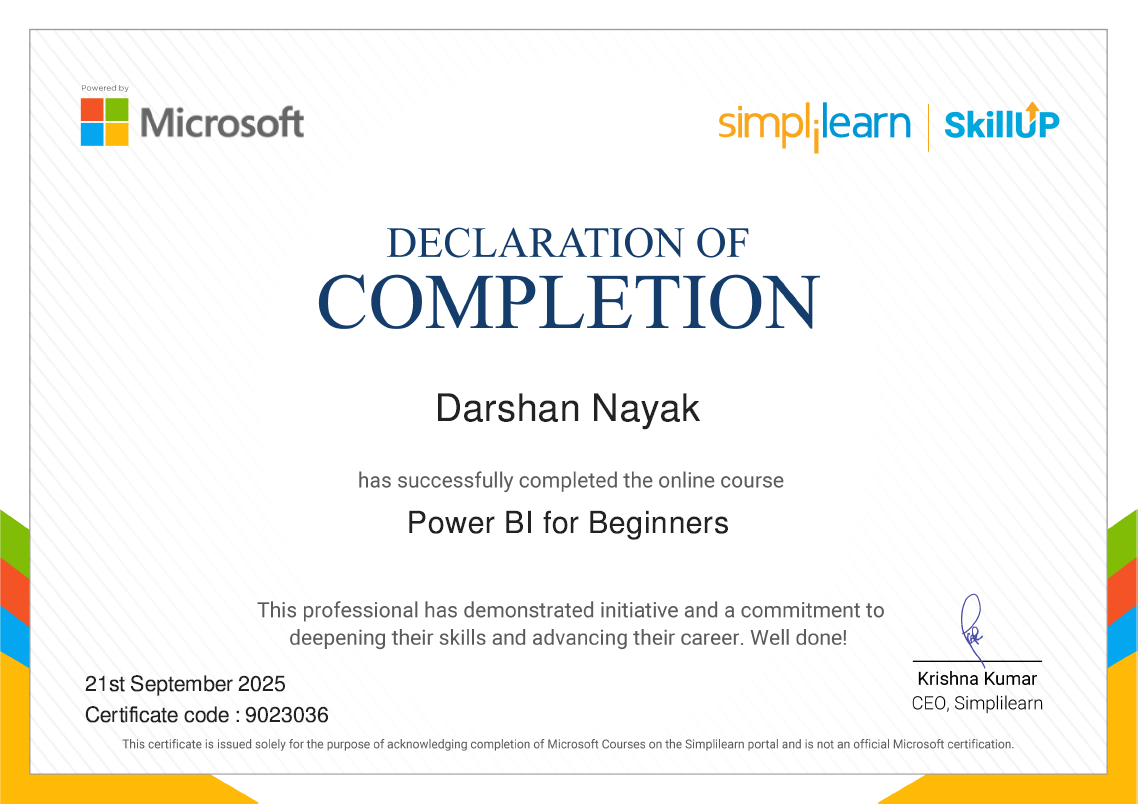 Powered by
Microsoft
simplilearn | SkillUP
DECLARATION OF
COMPLETION
Darshan Nayak
has successfully completed the online course
Power BI for Beginners
This professional has demonstrated initiative and a commitment to
deepening their skills and advancing their career. Well done!
21st September 2025
Certificate code : 9023036
Krishna Kumar
CEO, Simplilearn
This certificate is issued solely for the purpose of acknowledging completion of Microsoft Courses on the Simplilearn portal and is not an official Microsoft certification.